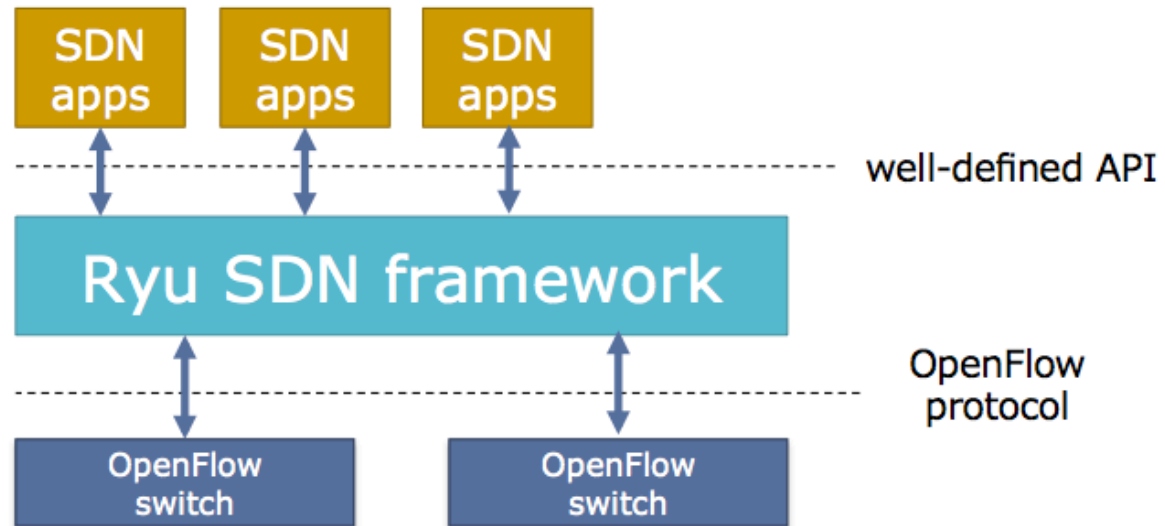 SDN
apps
SDN
apps
SDN
apps
well-defined API
Ryu SDN framework
OpenFlow
protocol
OpenFlow
switch
OpenFlow
switch